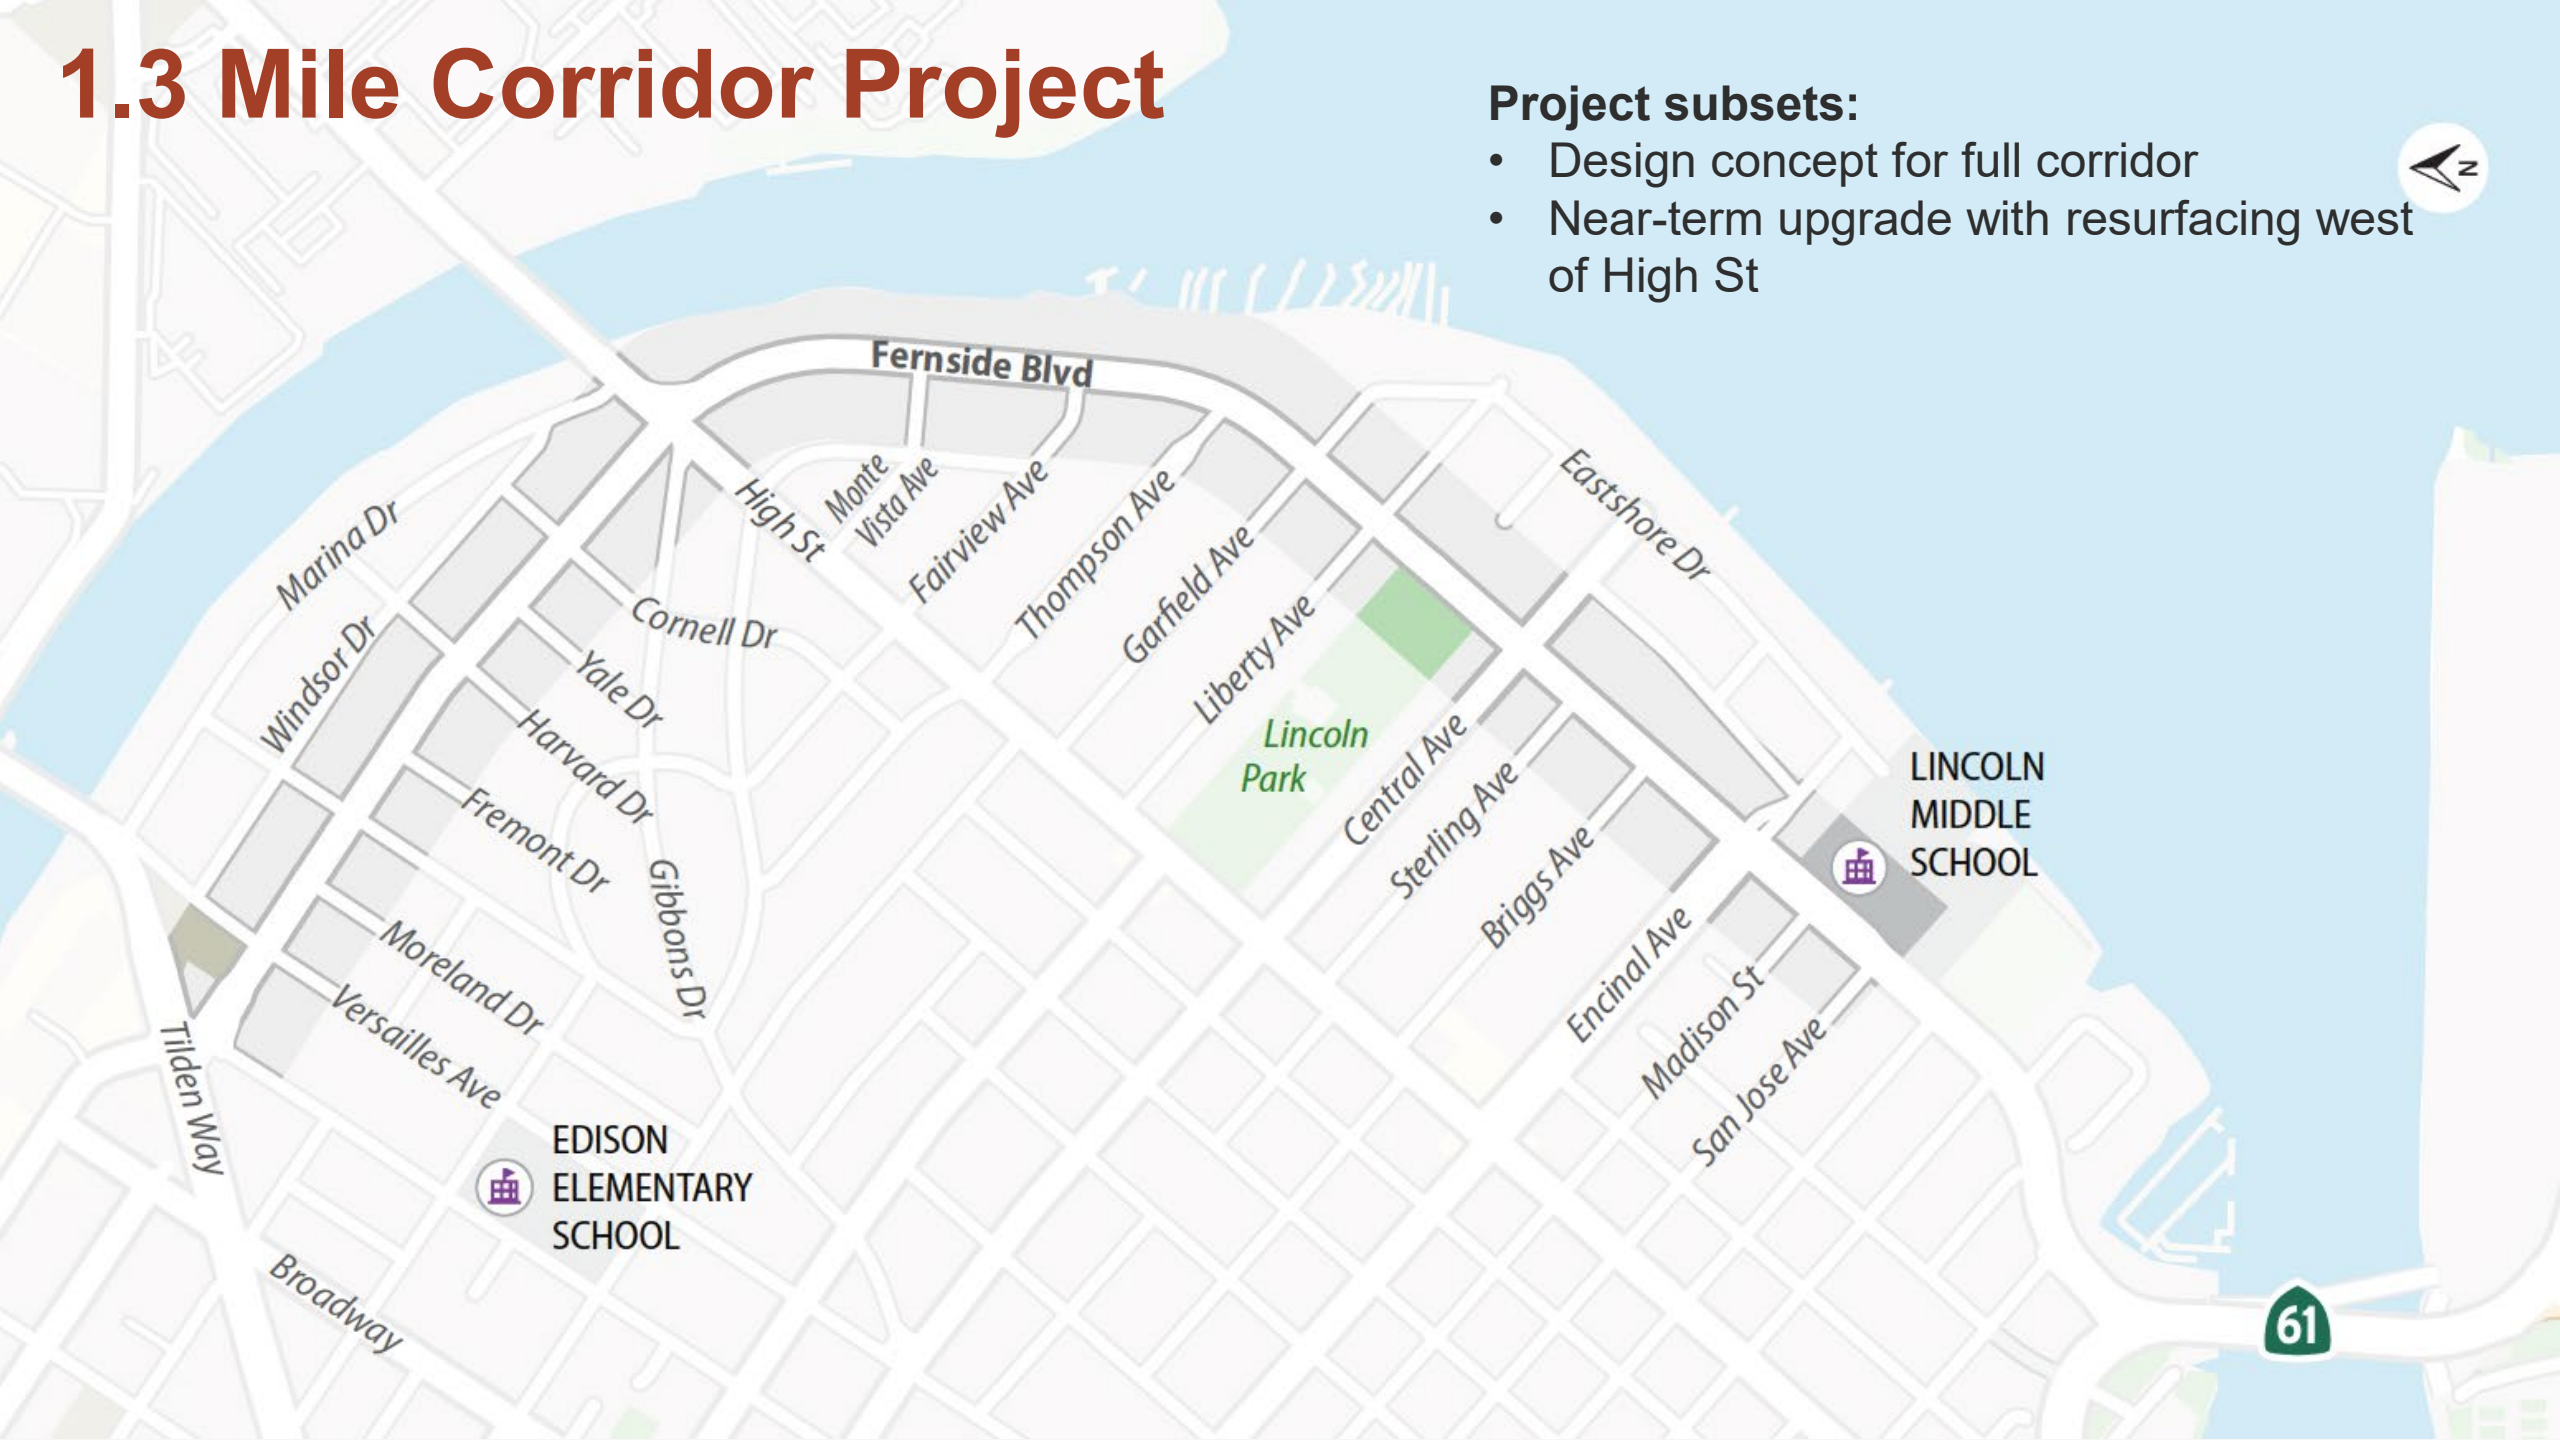 1.3 Mile Corridor Project
Project subsets:
• Design concept for full corridor
• Near-term upgrade with resurfacing west
of High St
N
Fernside Blvd
Eastshore Dr
Marina Dr
High St
Monte
Vista Ave
Fairview Ave
Thompson Ave
Garfield Ave
Liberty Ave
Windsor Dr
Cornell Dr
Yale Dr
Harvard Dr
Fremont Dr
Gibbons Dr
Lincoln
Park
Central Ave
Sterling Ave
Briggs Ave
Encinal Ave
Madison St
San Jose Ave
LINCOLN
MIDDLE
SCHOOL
Moreland Dr
Versailles Ave
Tilden Way
EDISON
ELEMENTARY
SCHOOL
Broadway
61